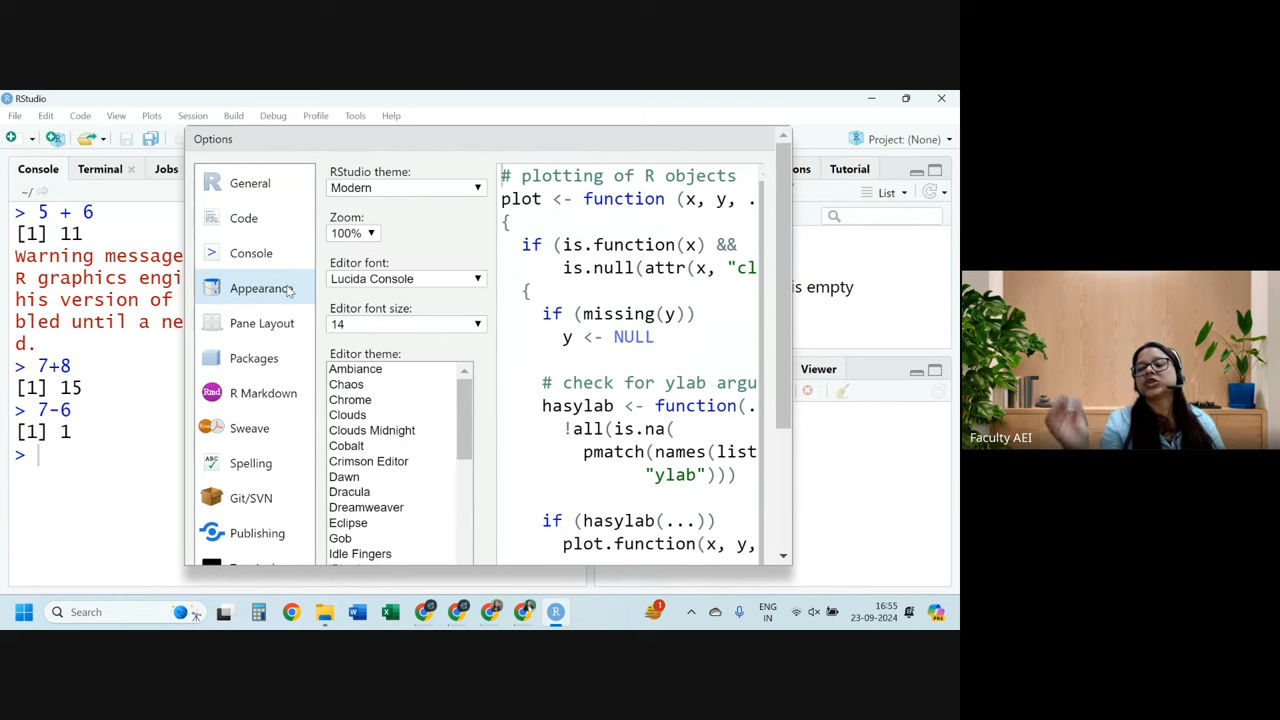 RStudio
File Edit Code View Plots Session Build Debug Profile Tools Help
Project: (None)
Console Terminal Jobs
~/
> 5 + 6
[1] 11
Warning message
R graphics engi
his version of
bled until a ne
d.
> 7+8
[1] 15
> 7-6
[1] 1
>
Options
General
Code
Console
Appearance
Pane Layout
Packages
R Markdown
Sweave
Spelling
Git/SVN
Publishing
RStudio theme:
Modern
Zoom:
100%
Editor font:
Lucida Console
Editor font size:
14
Editor theme:
Ambiance
Chaos
Chrome
Clouds
Clouds Midnight
Cobalt
Crimson Editor
Dawn
Dracula
Dreamweaver
Eclipse
Gob
Idle Fingers
# plotting of R objects
plot <- function (x, y, .
{
if (is.function(x) &&
is.null(attr(x, "cl
{
if (missing(y))
y <- NULL
# check for ylab argu
hasylab <- function(.
!all(is.na(
pmatch(names(list
"ylab")))
if (hasylab(...))
plot.function(x, y,
ons Tutorial
List
is empty
Viewer
Faculty AEI
Search
ENG
IN
16:55
23-09-2024